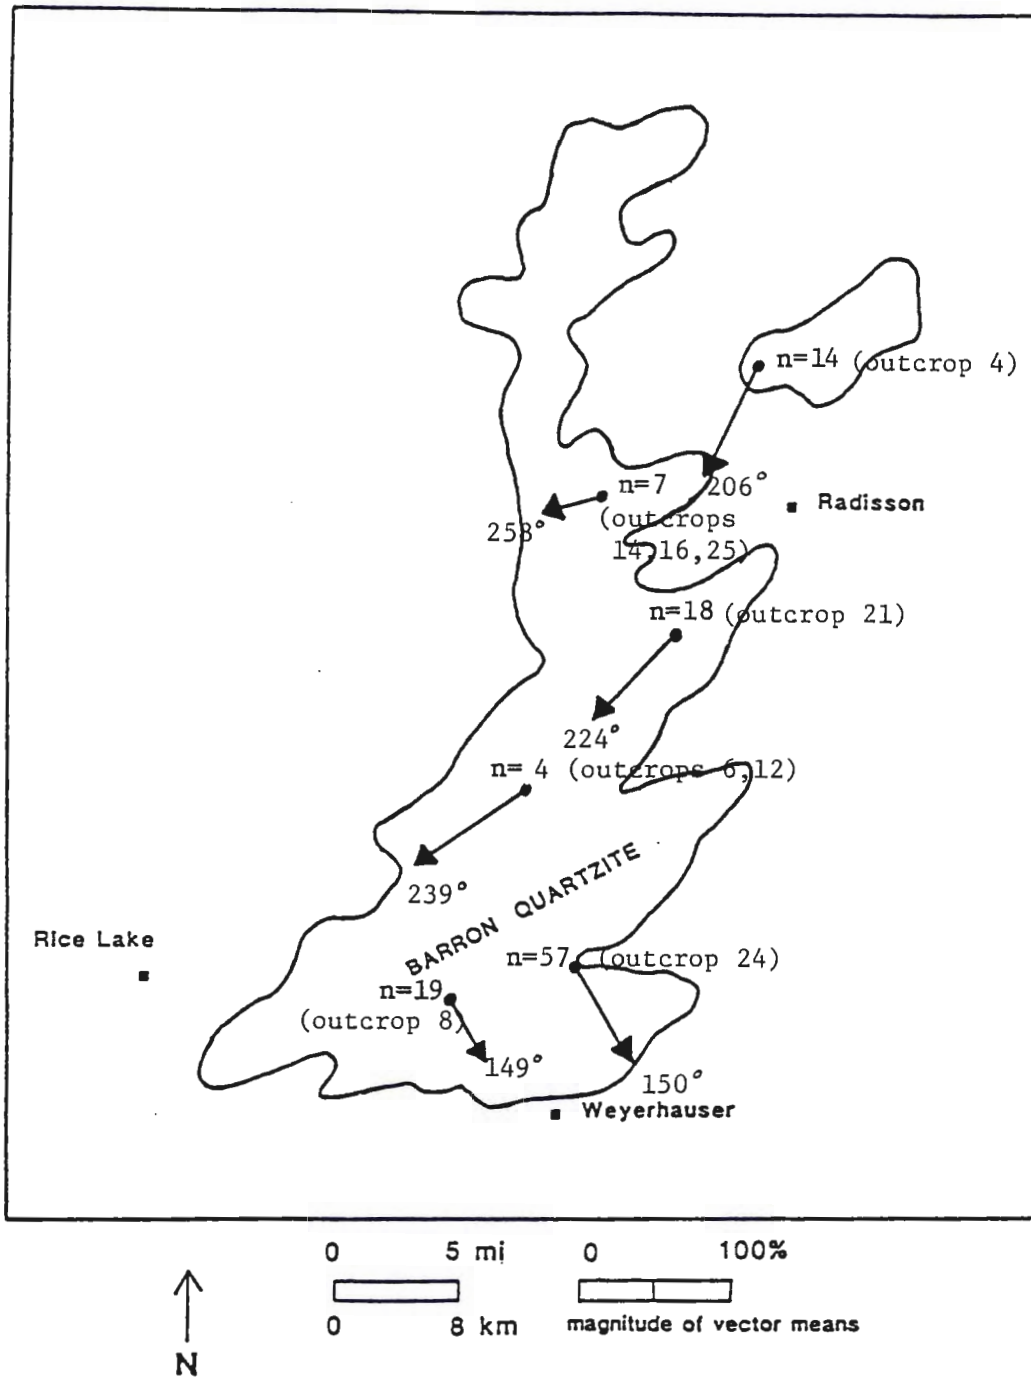 n=14 (outcrop 4)
206°
n=7
(outcrops
14,16,25)
258°
Radisson
n=18 (outcrop 21)
224°
n= 4 (outcrops 6,12)
239°
BARRON QUARTZITE
Rice Lake
n=57 (outcrop 24)
n=19
(outcrop 8)
149°
150°
Weyerhauser
0 5 mi
0 8 km
0 100%
magnitude of vector means
N